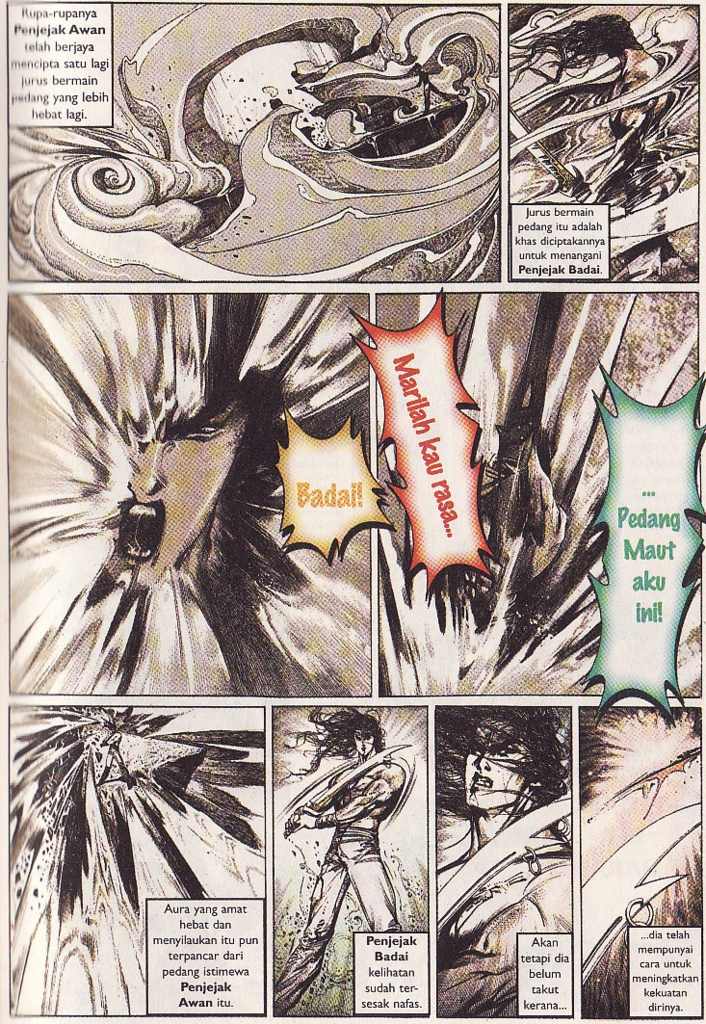 Rupa-rupanya
Penjejak Awan
telah berjaya
mencipta satu lagi
jurus bermain
pedang yang lebih
hebat lagi.
Jurus bermain
pedang itu adalah
khas diciptakannya
untuk menangani
Penjejak Badai.
Badai!
Marilah kau rasa...
...
Pedang
Maut
aku
ini!
Aura yang amat
hebat dan
menyilaukan itu pun
terpancar dari
pedang istimewa
Penjejak
Awan itu.
Penjejak
Badai
kelihatan
sudah ter-
sesak nafas.
Akan
tetapi dia
belum
takut
kerana...
...dia telah
mempunyai
cara untuk
meningkatkan
kekuatan
dirinya.